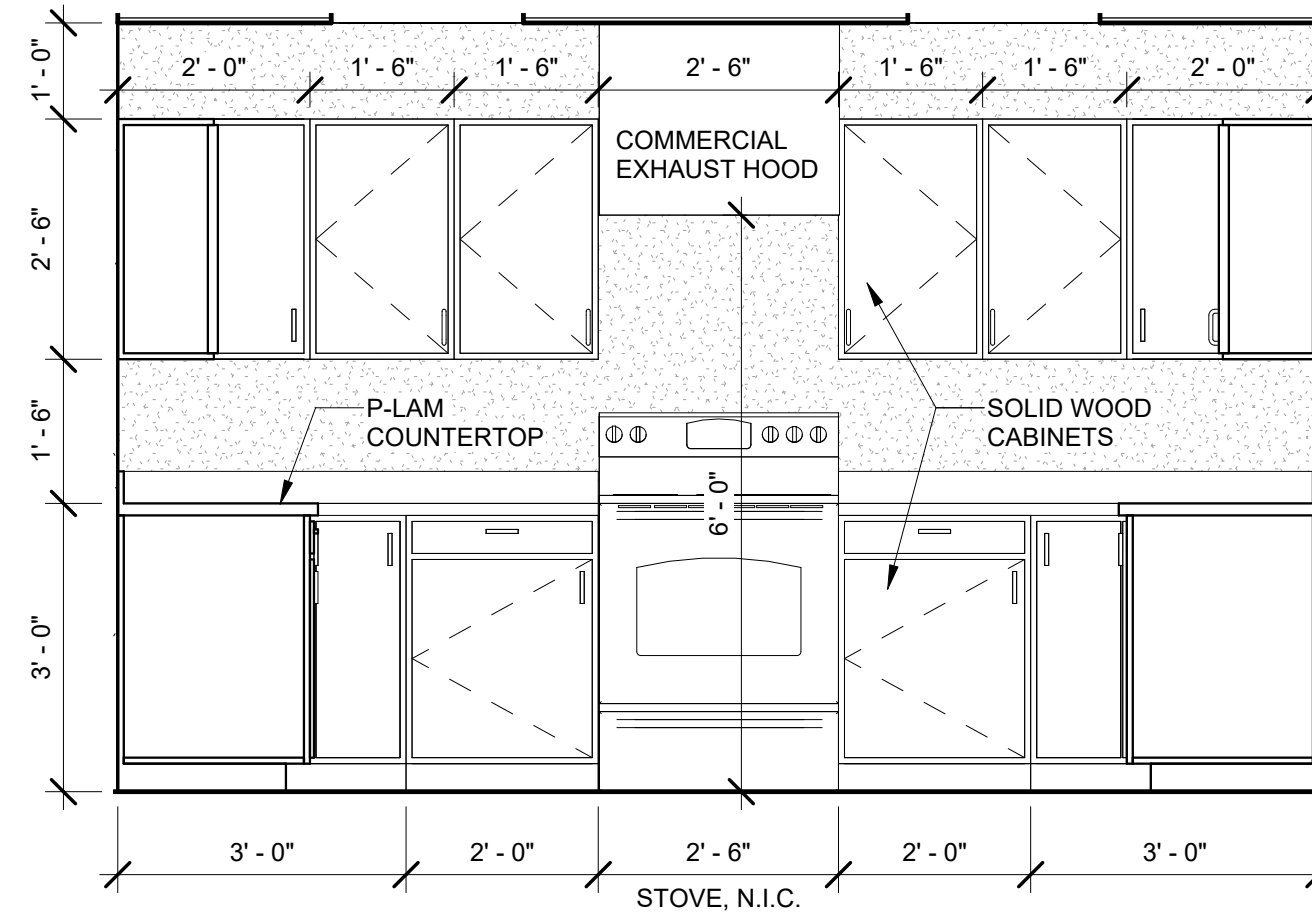 1' - 0"
2' - 0"
1' - 6"
1' - 6"
2' - 6"
1' - 6"
1' - 6"
2' - 0"
COMMERCIAL
EXHAUST HOOD
2' - 6"
P-LAM
COUNTERTOP
SOLID WOOD
CABINETS
1' - 6"
6' - 0"
3' - 0"
3' - 0"
2' - 0"
2' - 6"
2' - 0"
3' - 0"
STOVE, N.I.C.